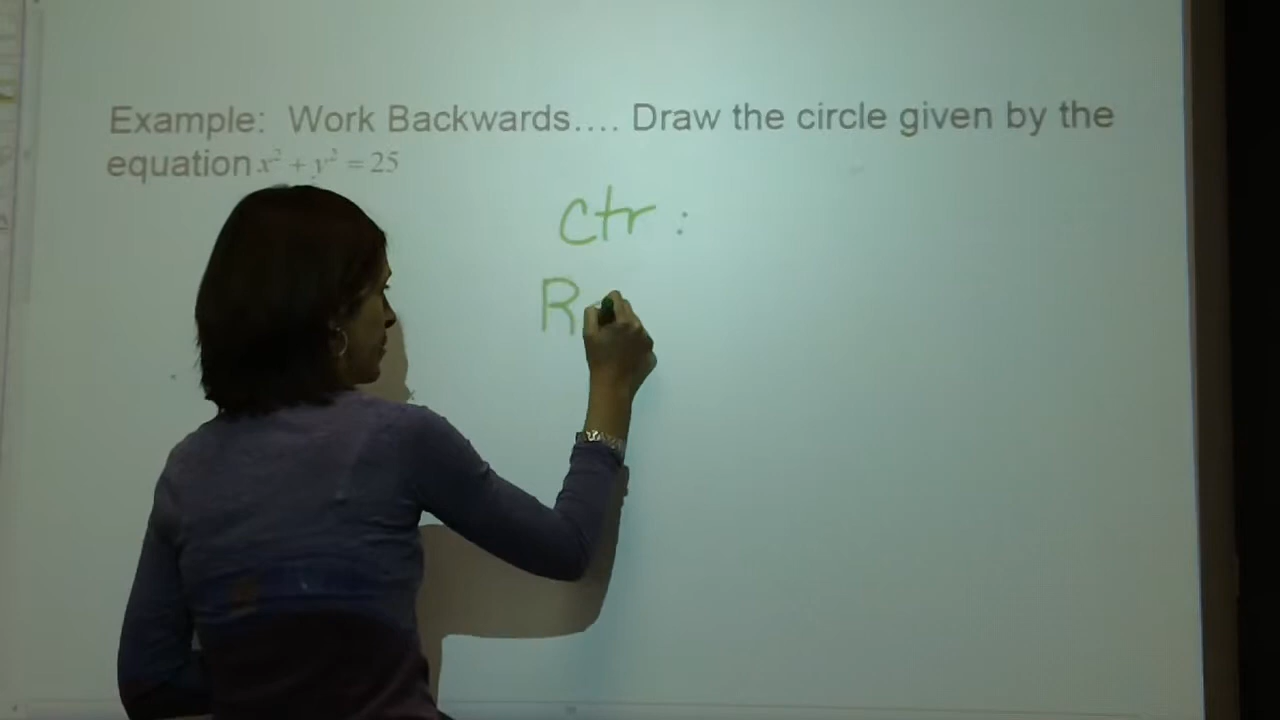 Example: Work Backwards.... Draw the circle given by the
equation x² + y² = 25
Ctr :
R